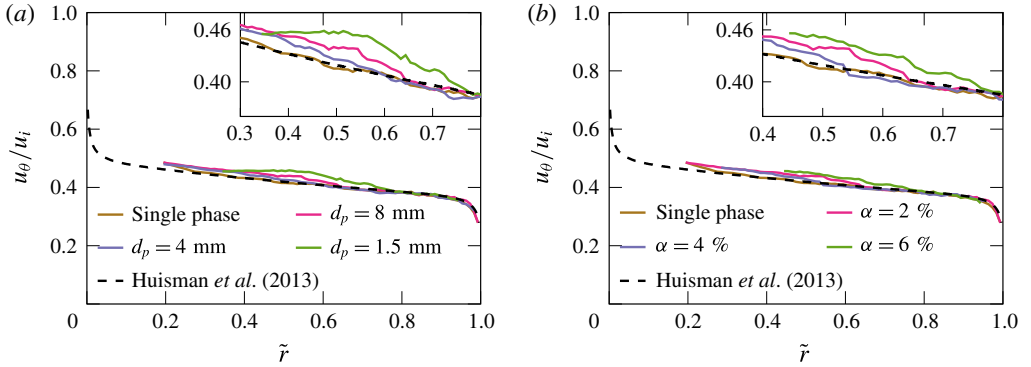 (a)
1.0
0.8
0.6
0.4
0.2
0
0.2
0.4
0.6
0.8
1.0
u_θ/u_i
r̃
0.46
0.40
0.3
0.4
0.5
0.6
0.7
Single phase
d_p = 8 mm
d_p = 4 mm
d_p = 1.5 mm
Huisman et al. (2013)
(b)
1.0
0.8
0.6
0.4
0.2
0
0.2
0.4
0.6
0.8
1.0
u_θ/u_i
r̃
0.46
0.40
0.4
0.5
0.6
0.7
Single phase
α = 2 %
α = 4 %
α = 6 %
Huisman et al. (2013)